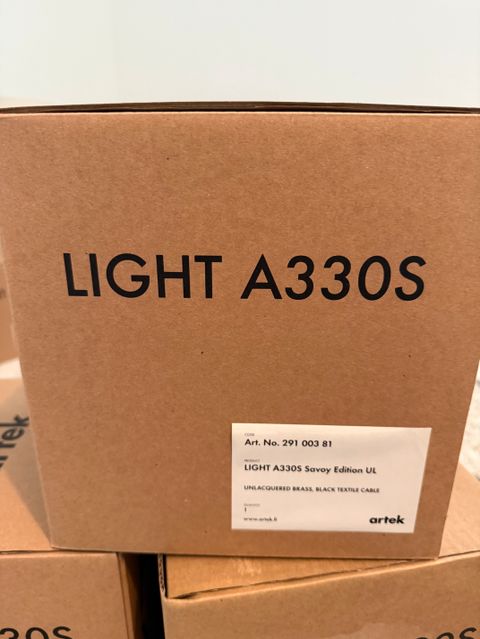 LIGHT A330S
CODE
Art. No. 291 003 81
PRODUCT
LIGHT A330S Savoy Edition UL
UNLACQUERED BRASS, BLACK TEXTILE CABLE
QUANTITY
1
www.artek.fi
artek